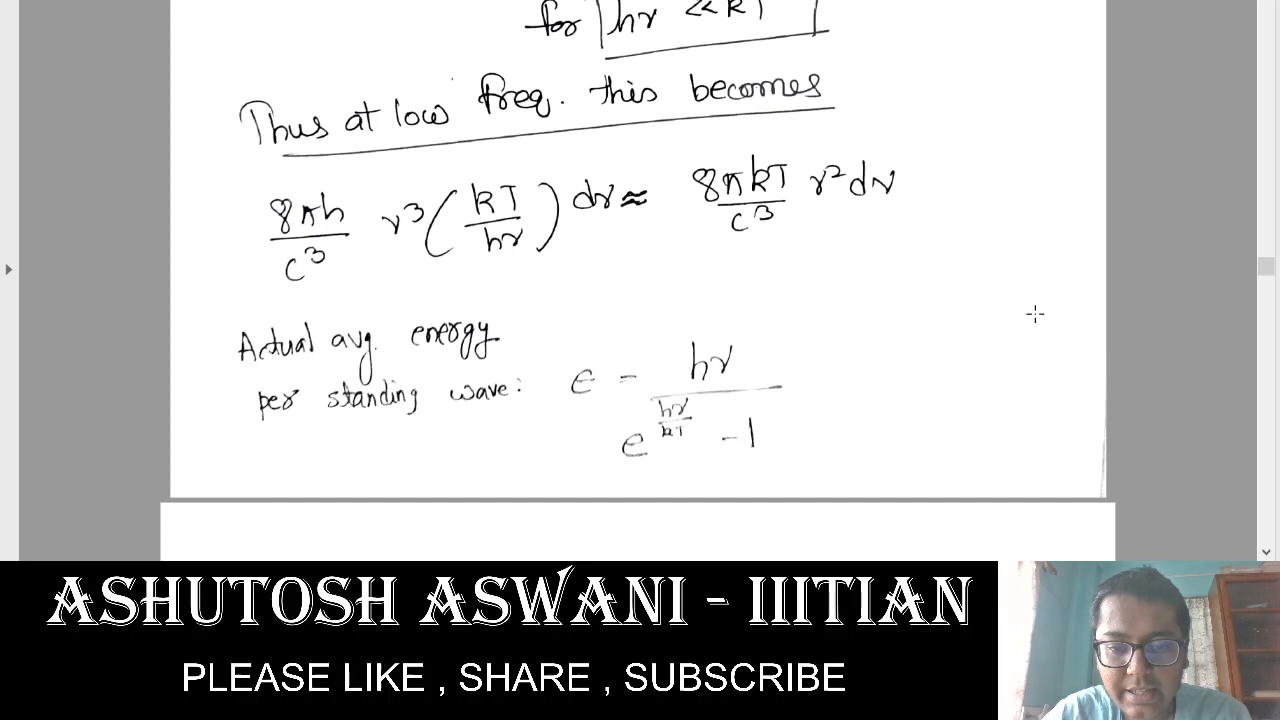 for | hν << kT |
Thus at low freq. this becomes
8πh/c³ ν³ (kT/hν) dν ≈ 8πkT/c³ ν² dν
Actual avg. energy
per standing wave: ϵ = hν / (e^(hν/kT) - 1)
ASHUTOSH ASWANI - IIITIAN
PLEASE LIKE , SHARE , SUBSCRIBE